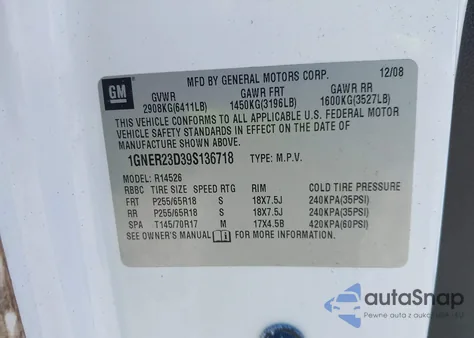 GM
MFD BY GENERAL MOTORS CORP. 12/08
GVWR GAWR FRT GAWR RR
2908KG(6411LB) 1450KG(3196LB) 1600KG(3527LB)
THIS VEHICLE CONFORMS TO ALL APPLICABLE U.S. FEDERAL MOTOR
VEHICLE SAFETY STANDARDS IN EFFECT ON THE DATE OF
MANUFACTURE SHOWN ABOVE.
1GNER23D39S136718 TYPE: M.P.V.
MODEL: R14526
RBBC TIRE SIZE SPEED RTG RIM COLD TIRE PRESSURE
FRT P255/65R18 S 18X7.5J 240KPA(35PSI)
RR P255/65R18 S 18X7.5J 240KPA(35PSI)
SPA T145/70R17 M 17X4.5B 420KPA(60PSI)
SEE OWNER'S MANUAL FOR MORE INFORMATION.
autoSnap
Pewne auta z aukcji